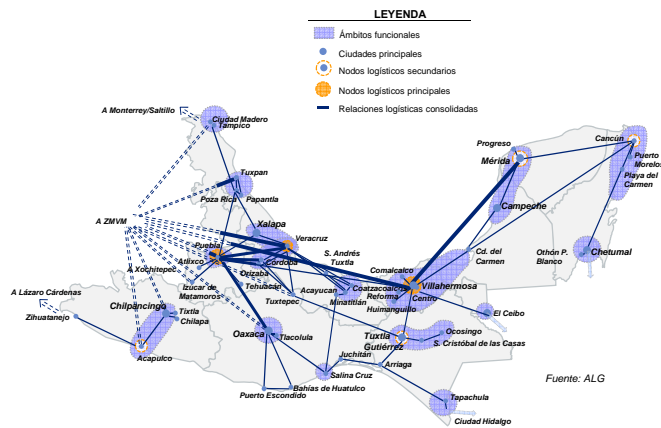 LEYENDA
Ámbitos funcionales
Ciudades principales
Nodos logísticos secundarios
Nodos logísticos principales
Relaciones logísticas consolidadas
A Monterrey/Saltillo
Ciudad Madero
Tampico
Cancún
Progreso
Mérida
Puerto
Morelos
Playa del
Carmen
Tuxpan
Poza Rica
Papantla
Campeche
A ZMVM
Xalapa
Veracruz
Puebla
S. Andrés
Tuxtla
Cd. del
Carmen
Othón P.
Blanco
Chetumal
Atlixco
Córdoba
A Xochitepec
Orizaba
Comalcalco
Izucar de
Matamoros
Tehuacán
Acayucan
Coatzacoalcos
Villahermosa
Reforma
Centro
A Lázaro Cárdenas
Tuxtepec
Minatitlán
Huimanguillo
Chilpancingo
Tixtla
Chilapa
El Ceibo
Zihuatanejo
Oaxaca
Tlacolula
Tuxtla
Gutiérrez
Ocosingo
S. Cristóbal de las Casas
Acapulco
Juchitán
Arriaga
Salina Cruz
Fuente: ALG
Bahías de Huatulco
Puerto Escondido
Tapachula
Ciudad Hidalgo